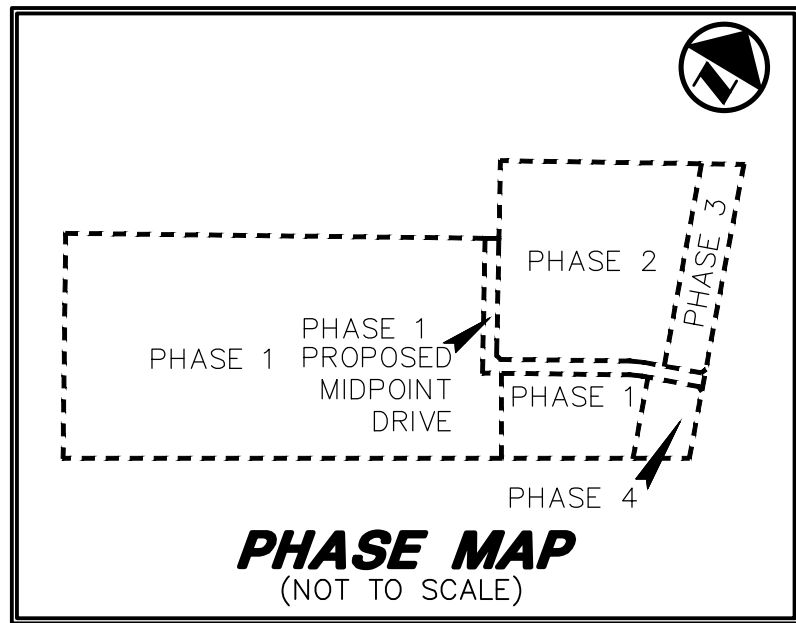 PHASE 2
PHASE 3
PHASE 1
PHASE 1
PROPOSED
MIDPOINT
DRIVE
PHASE 1
PHASE 4
PHASE MAP
(NOT TO SCALE)